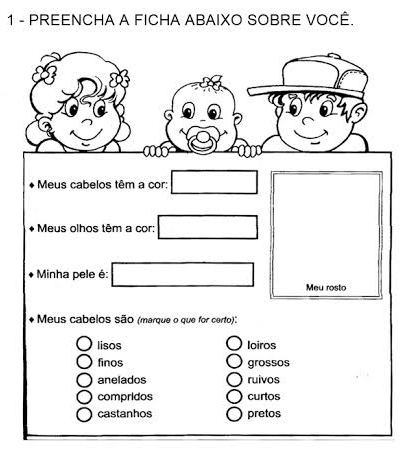 1 - PREENCHA A FICHA ABAIXO SOBRE VOCÊ.
♦ Meus cabelos têm a cor:
♦ Meus olhos têm a cor:
♦ Minha pele é:
Meu rosto
♦ Meus cabelos são (marque o que for certo):
lisos loiros
finos grossos
anelados ruivos
compridos curtos
castanhos pretos